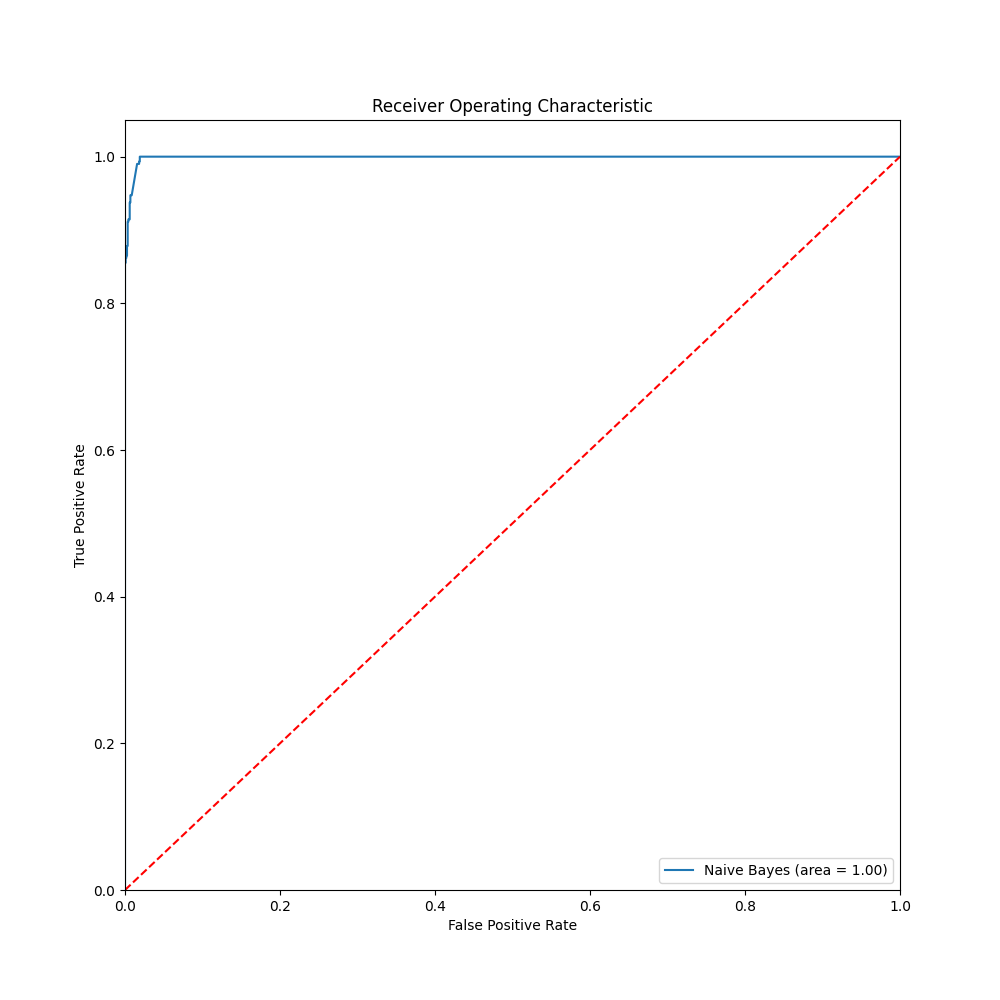 Receiver Operating Characteristic
1.0
0.8
0.6
0.4
0.2
0.0
True Positive Rate
Naive Bayes (area = 1.00)
0.0 0.2 0.4 0.6 0.8 1.0
False Positive Rate